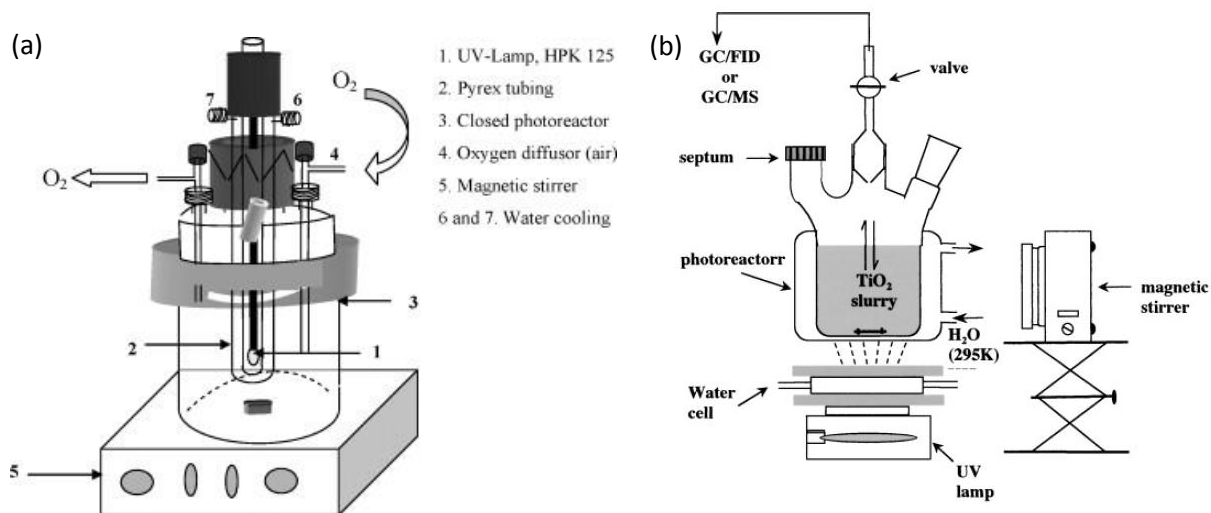 (a)
O₂
7
6
4
O₂
3
2
1
5
1. UV-Lamp, HPK 125
2. Pyrex tubing
3. Closed photoreactor
4. Oxygen diffusor (air)
5. Magnetic stirrer
6 and 7. Water cooling
(b)
GC/FID
or
GC/MS
valve
septum
photoreactorr
TiO₂
slurry
magnetic
stirrer
H₂O
(295K)
Water
cell
UV
lamp